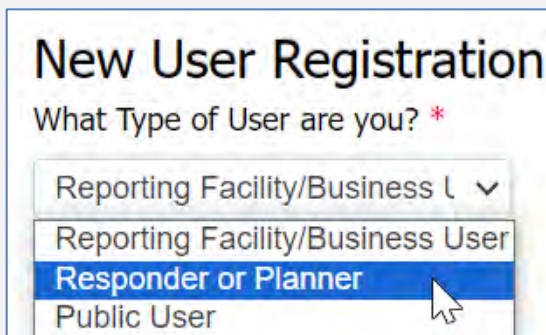 New User Registration
What Type of User are you? *
Reporting Facility/Business U
Reporting Facility/Business User
Responder or Planner
Public User